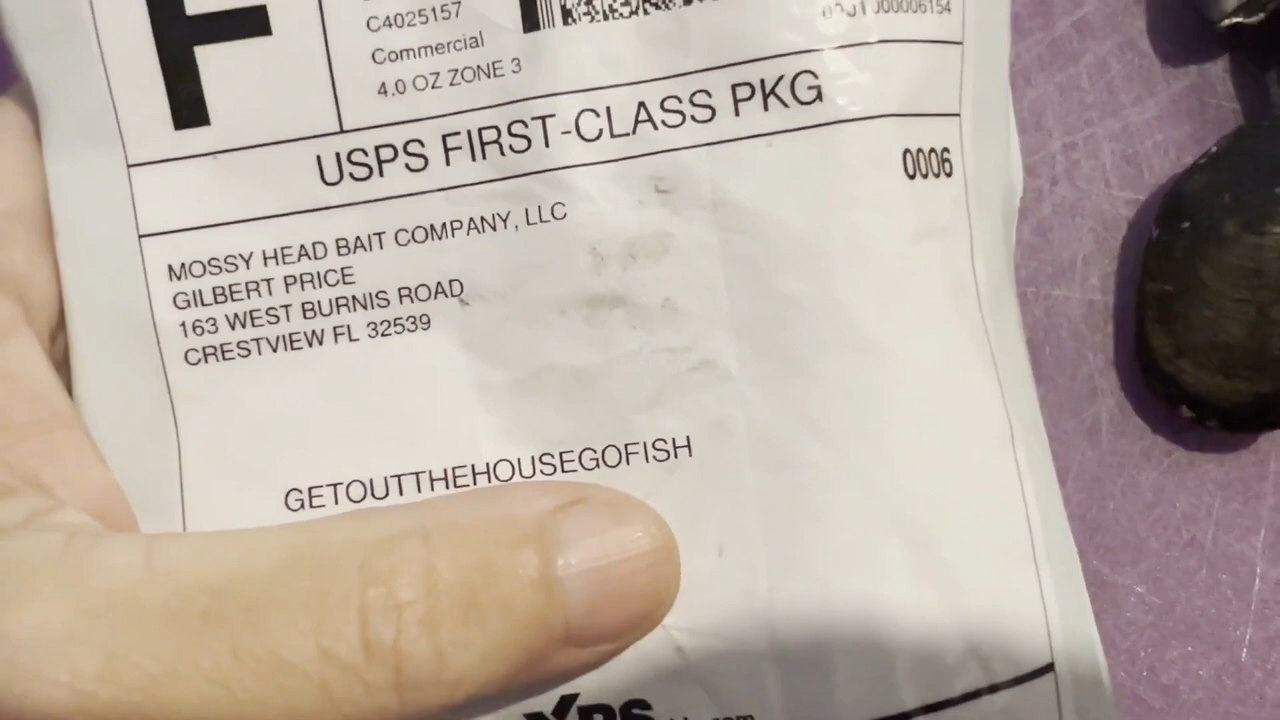 F
C4025157
Commercial
4.0 OZ ZONE 3
USPS FIRST-CLASS PKG
0006
MOSSY HEAD BAIT COMPANY, LLC
GILBERT PRICE
163 WEST BURNIS ROAD
CRESTVIEW FL 32539
GETOUTTHEHOUSEGOFISH